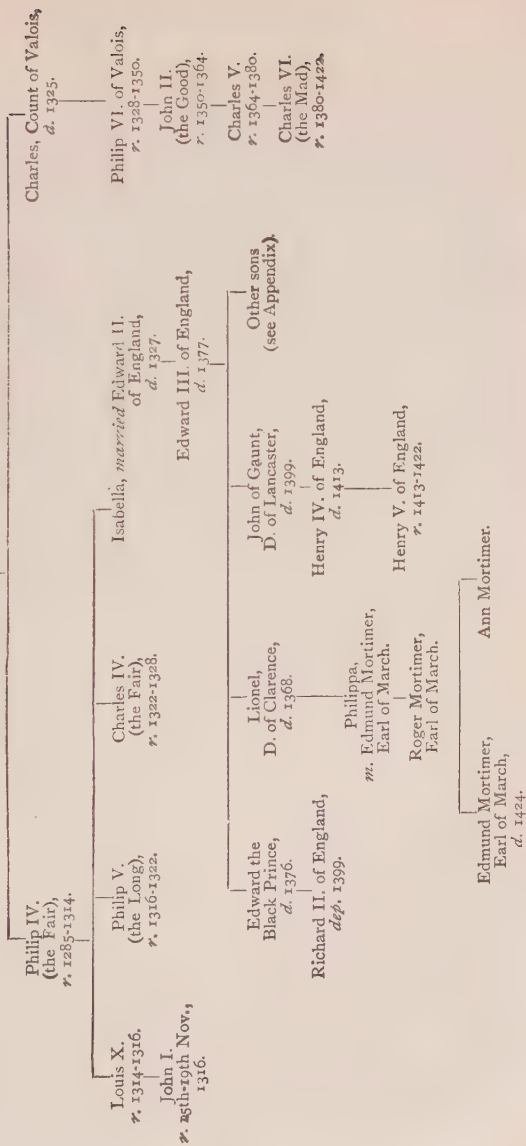 Philip IV.
(the Fair),
r. 1285-1314.
Charles, Count of Valois,
d. 1325.
Louis X.
r. 1314-1316.
John I.
r. 15th-19th Nov.,
1316.
Philip V.
(the Long),
r. 1316-1322.
Charles IV.
(the Fair),
r. 1322-1328.
Isabella, married Edward II.
of England,
d. 1327.
Edward III. of England,
d. 1377.
Philip VI. of Valois,
r. 1328-1350.
John II.
(the Good),
r. 1350-1364.
Charles V.
r. 1364-1380.
Charles VI.
(the Mad),
r. 1380-1422.
Edward the
Black Prince,
d. 1376.
Richard II. of England,
dep. 1399.
Lionel,
D. of Clarence,
d. 1368.
Philippa,
m. Edmund Mortimer,
Earl of March.
Roger Mortimer,
Earl of March.
John of Gaunt,
D. of Lancaster,
d. 1399.
Henry IV. of England,
d. 1413.
Henry V. of England,
r. 1413-1422.
Other sons
(see Appendix).
Edmund Mortimer,
Earl of March,
d. 1424.
Ann Mortimer.